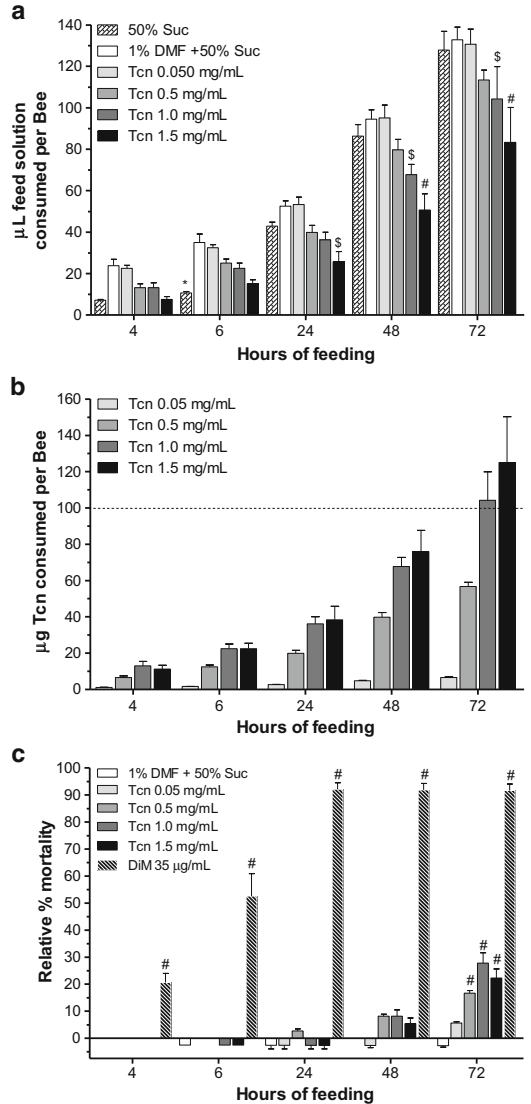 a
50% Suc
1% DMF +50% Suc
Tcn 0.050 mg/mL
Tcn 0.5 mg/mL
Tcn 1.0 mg/mL
Tcn 1.5 mg/mL
µL feed solution
consumed per Bee
140
120
100
80
60
40
20
0
*
$
$
#
$
#
4 6 24 48 72
Hours of feeding
b
Tcn 0.05 mg/mL
Tcn 0.5 mg/mL
Tcn 1.0 mg/mL
Tcn 1.5 mg/mL
µg Tcn consumed per Bee
160
140
120
100
80
60
40
20
0
4 6 24 48 72
Hours of feeding
c
1% DMF + 50% Suc
Tcn 0.05 mg/mL
Tcn 0.5 mg/mL
Tcn 1.0 mg/mL
Tcn 1.5 mg/mL
DiM 35 µg/mL
Relative % mortality
100
90
80
70
60
50
40
30
20
10
0
-10
#
#
#
#
# # # #
4 6 24 48 72
Hours of feeding